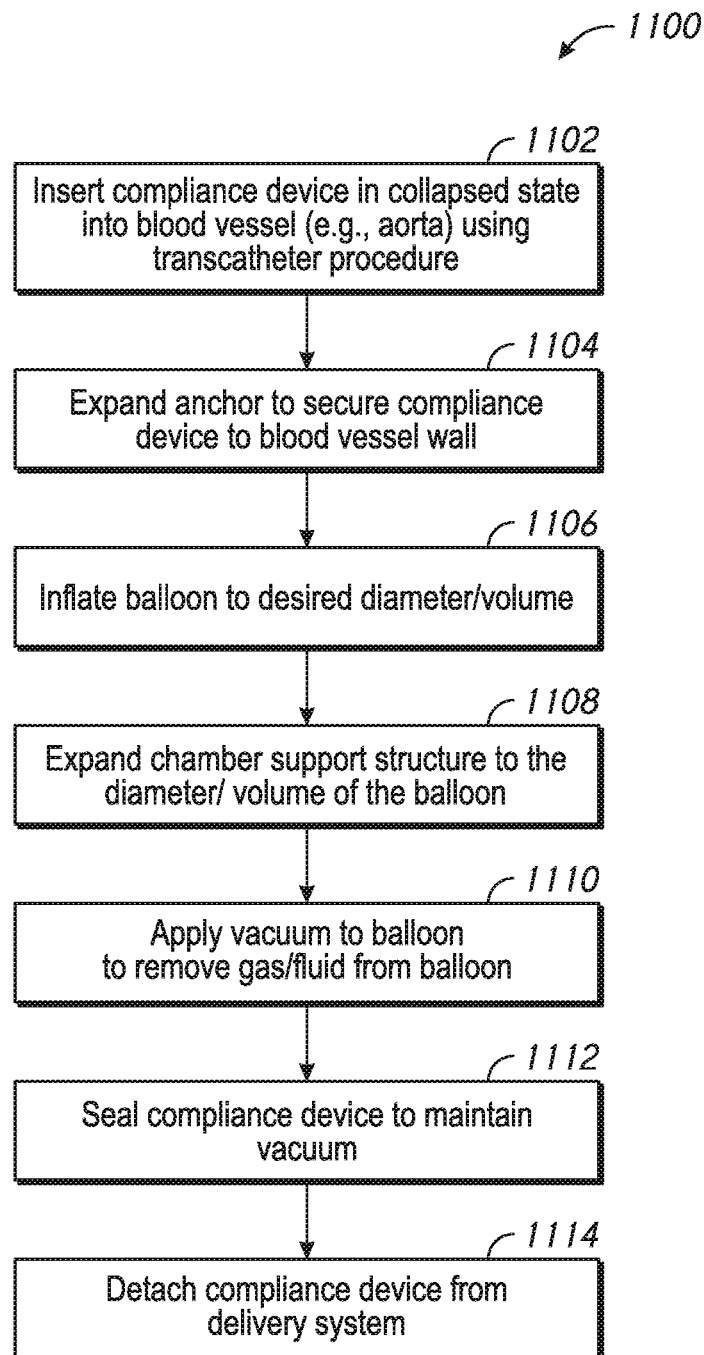 1100
1102
Insert compliance device in collapsed state
into blood vessel (e.g., aorta) using
transcatheter procedure
1104
Expand anchor to secure compliance
device to blood vessel wall
1106
Inflate balloon to desired diameter/volume
1108
Expand chamber support structure to the
diameter/ volume of the balloon
1110
Apply vacuum to balloon
to remove gas/fluid from balloon
1112
Seal compliance device to maintain
vacuum
1114
Detach compliance device from
delivery system